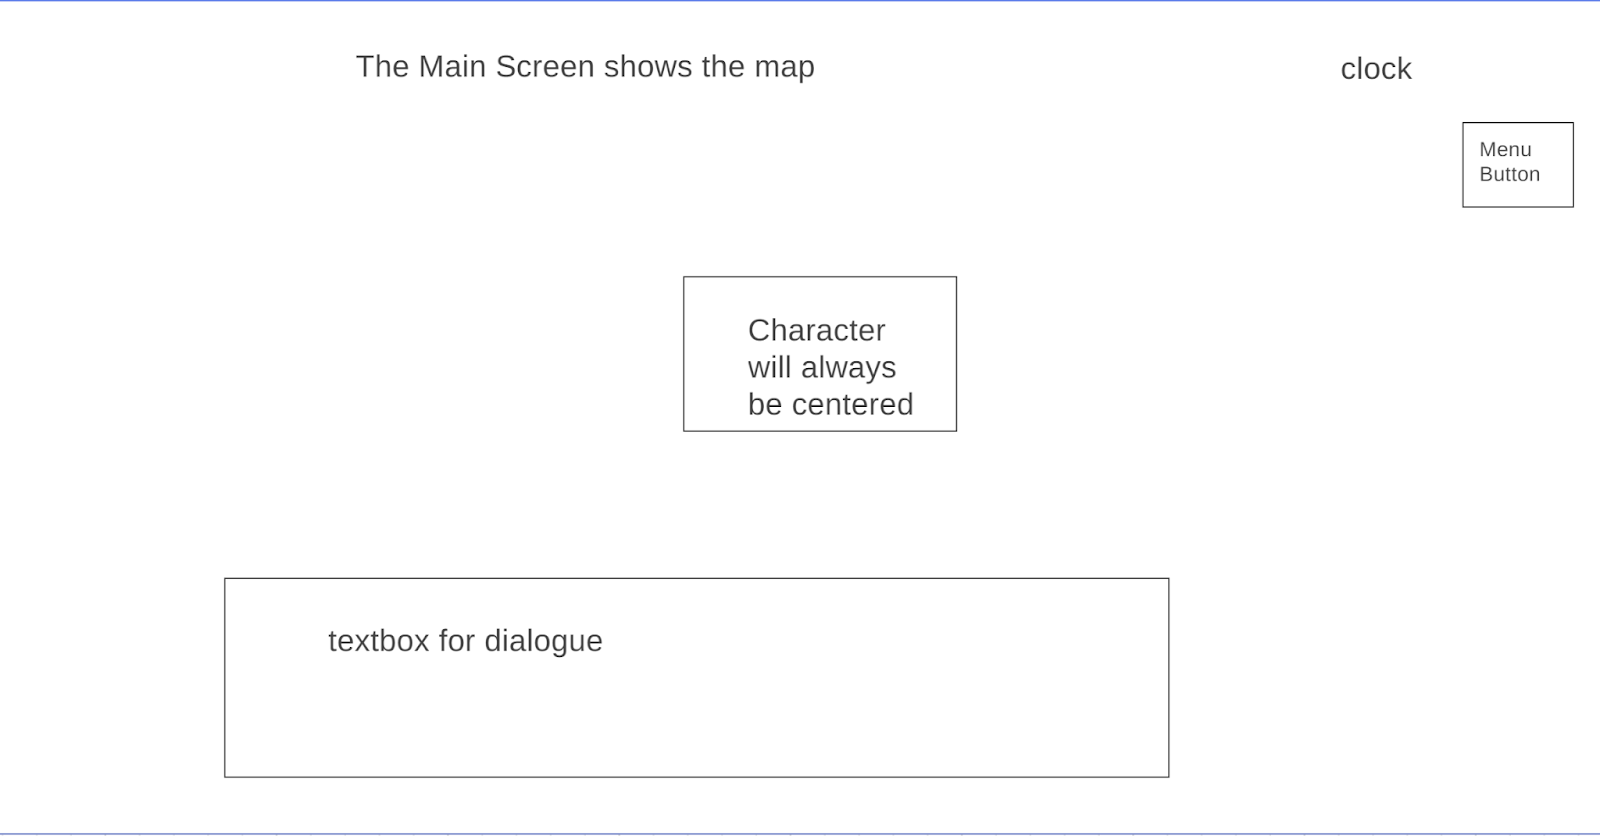 The Main Screen shows the map
clock
Menu
Button
Character
will always
be centered
textbox for dialogue